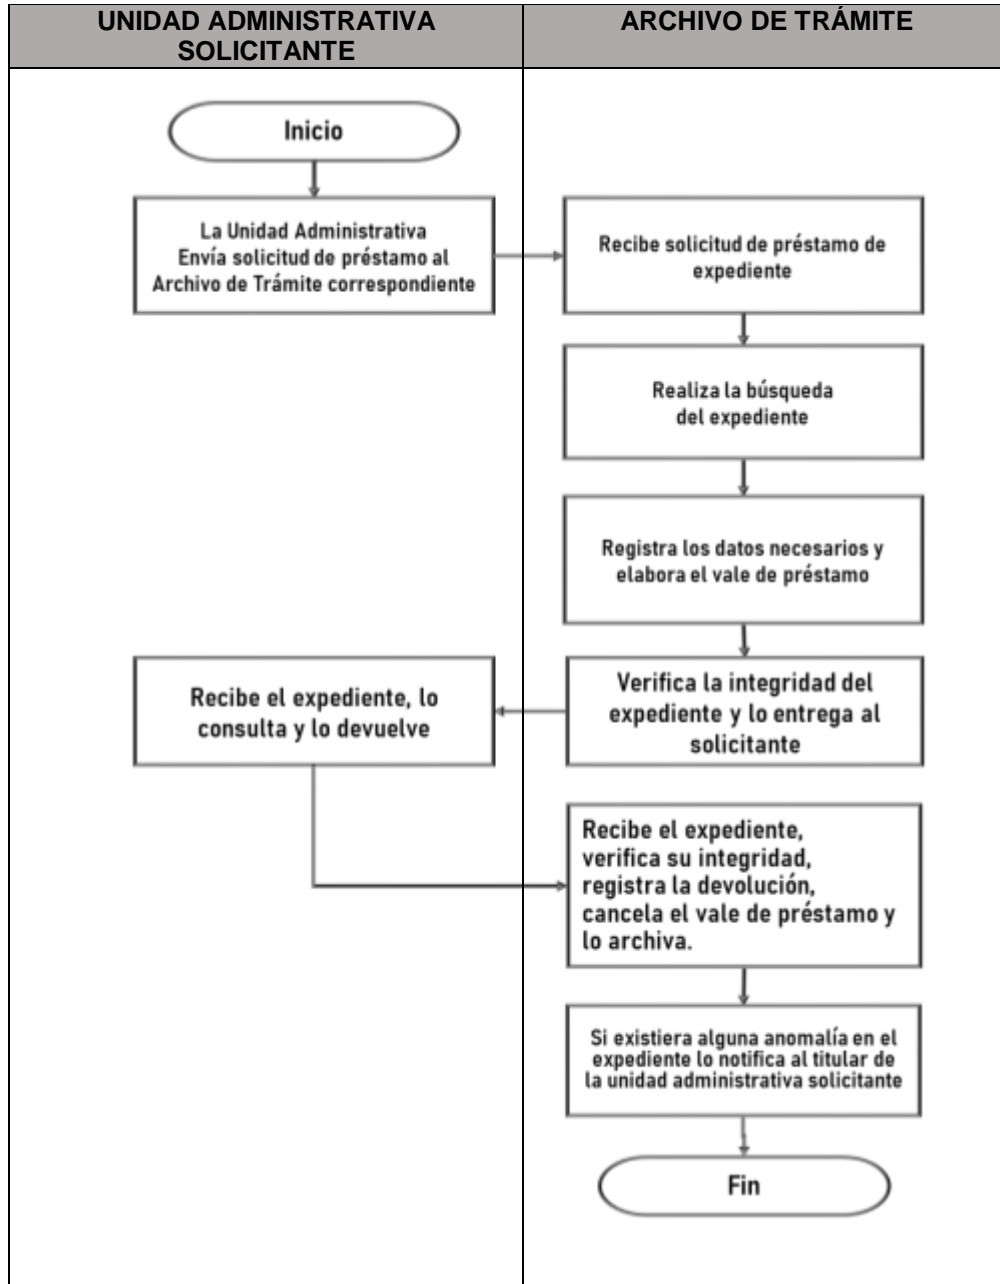 UNIDAD ADMINISTRATIVA
SOLICITANTE
ARCHIVO DE TRÁMITE
Inicio
La Unidad Administrativa
Envía solicitud de préstamo al
Archivo de Trámite correspondiente
Recibe solicitud de préstamo de
expediente
Realiza la búsqueda
del expediente
Registra los datos necesarios y
elabora el vale de préstamo
Verifica la integridad del
expediente y lo entrega al
solicitante
Recibe el expediente, lo
consulta y lo devuelve
Recibe el expediente,
verifica su integridad,
registra la devolución,
cancela el vale de préstamo y
lo archiva.
Si existiera alguna anomalía en el
expediente lo notifica al titular de
la unidad administrativa solicitante
Fin